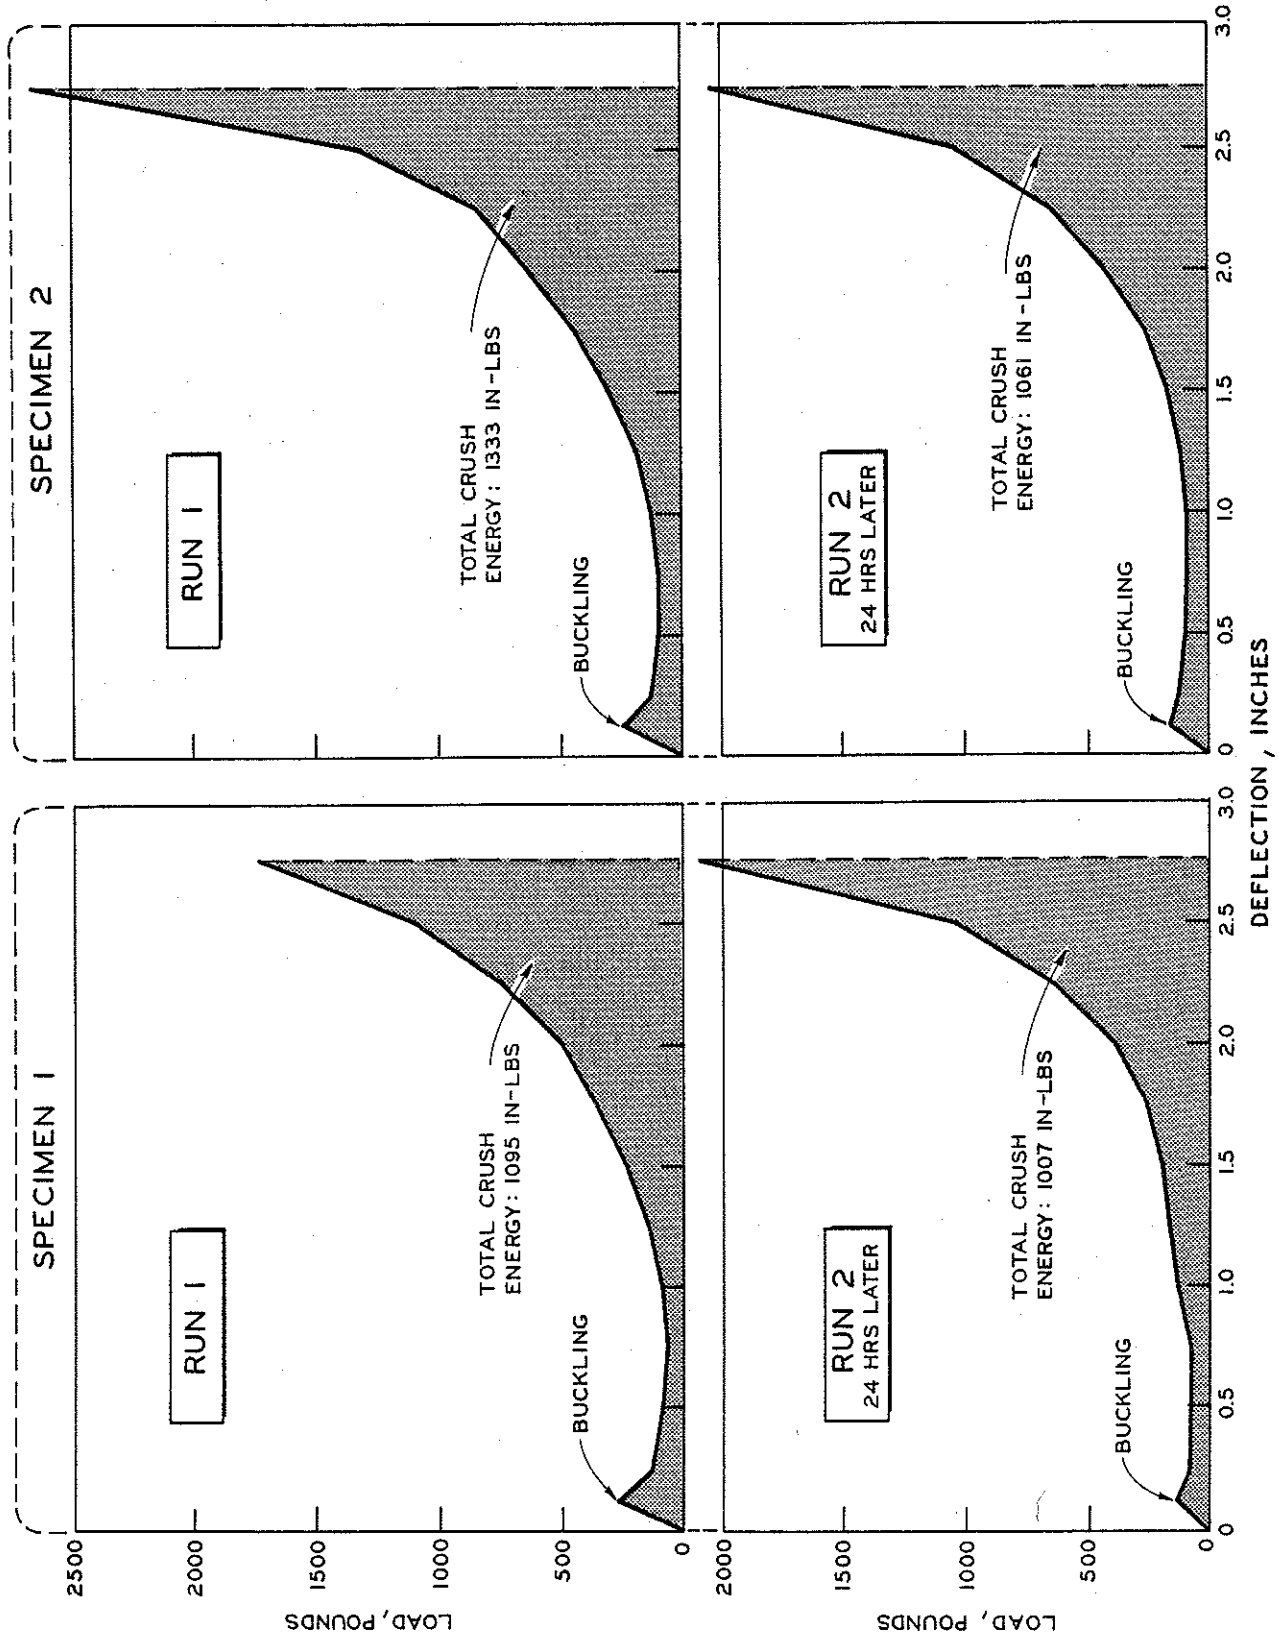 SPECIMEN 1
RUN 1
TOTAL CRUSH
ENERGY: 1095 IN-LBS
BUCKLING
2500
2000
1500
1000
500
0
LOAD, POUNDS
RUN 2
24 HRS LATER
TOTAL CRUSH
ENERGY: 1007 IN-LBS
BUCKLING
2000
1500
1000
500
0
LOAD, POUNDS
0 0.5 1.0 1.5 2.0 2.5 3.0
SPECIMEN 2
RUN 1
TOTAL CRUSH
ENERGY: 1333 IN-LBS
BUCKLING
RUN 2
24 HRS LATER
TOTAL CRUSH
ENERGY: 1061 IN-LBS
BUCKLING
0 0.5 1.0 1.5 2.0 2.5 3.0
DEFLECTION, INCHES